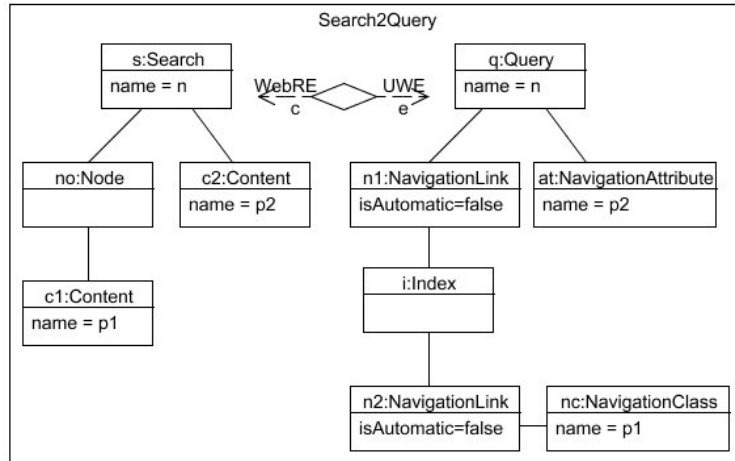 Search2Query
s:Search
name = n
WebRE
c
UWE
e
q:Query
name = n
no:Node
c2:Content
name = p2
n1:NavigationLink
isAutomatic=false
at:NavigationAttribute
name = p2
c1:Content
name = p1
i:Index
n2:NavigationLink
isAutomatic=false
nc:NavigationClass
name = p1